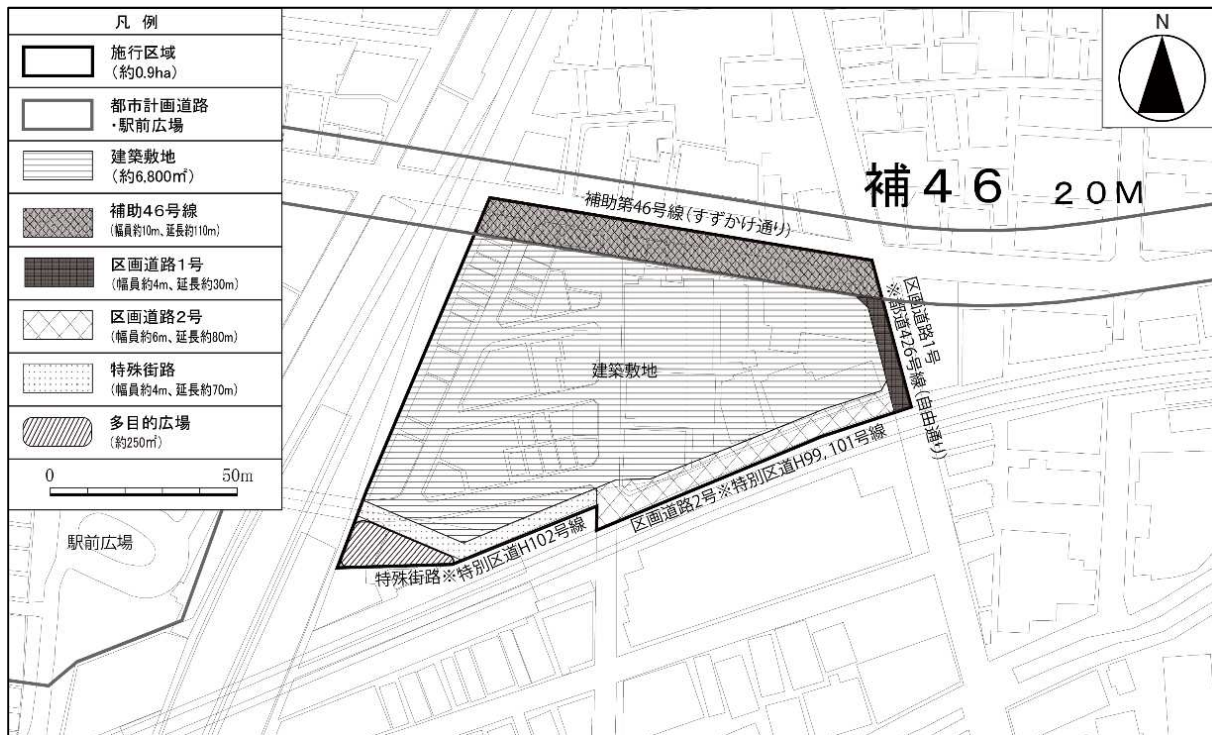 凡 例
施行区域
(約0.9ha)
都市計画道路
・駅前広場
建築敷地
(約6,800㎡)
補助46号線
(幅員約10m、延長約110m)
区画道路1号
(幅員約4m、延長約30m)
区画道路2号
(幅員約6m、延長約80m)
特殊街路
(幅員約4m、延長約70m)
多目的広場
(約250㎡)
0 50m
N
補46 20M
補助第46号線(すずかけ通り)
区画道路1号
※都道426号線(自由通り)
建築敷地
区画道路2号※特別区道H99,101号線
特殊街路※特別区道H102号線
駅前広場